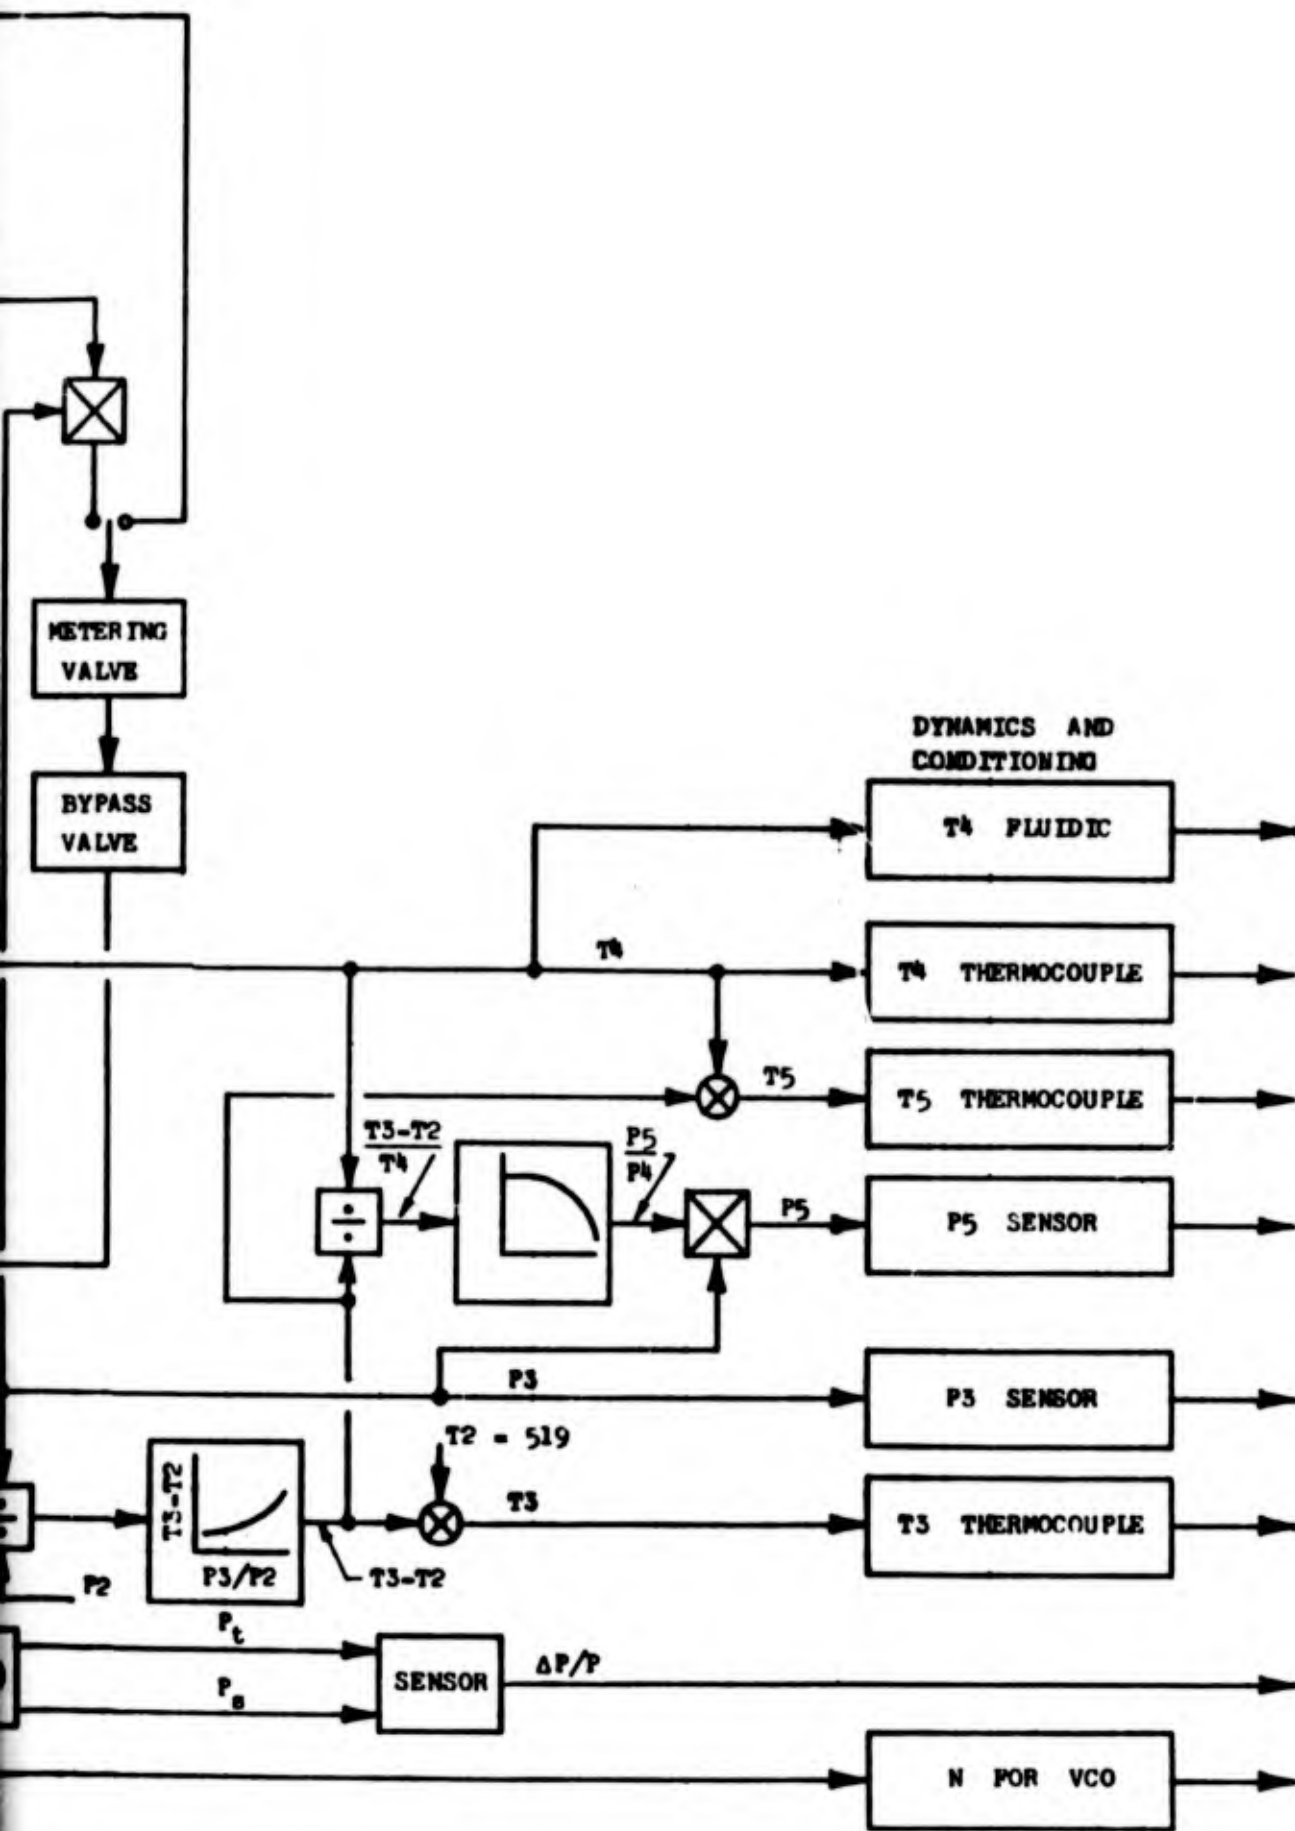 METERING
VALVE
BYPASS
VALVE
DYNAMICS AND
CONDITIONING
T4 FLUIDIC
T4
T4 THERMOCOUPLE
T5
T5 THERMOCOUPLE
T3-T2
T4
P5
P4
÷
P5
P5 SENSOR
P3
P3 SENSOR
T2 = 519
T3-T2
P3/P2
T3
T3 THERMOCOUPLE
T3-T2
P2
÷
Pt
Ps
SENSOR
ΔP/P
N FOR VCO